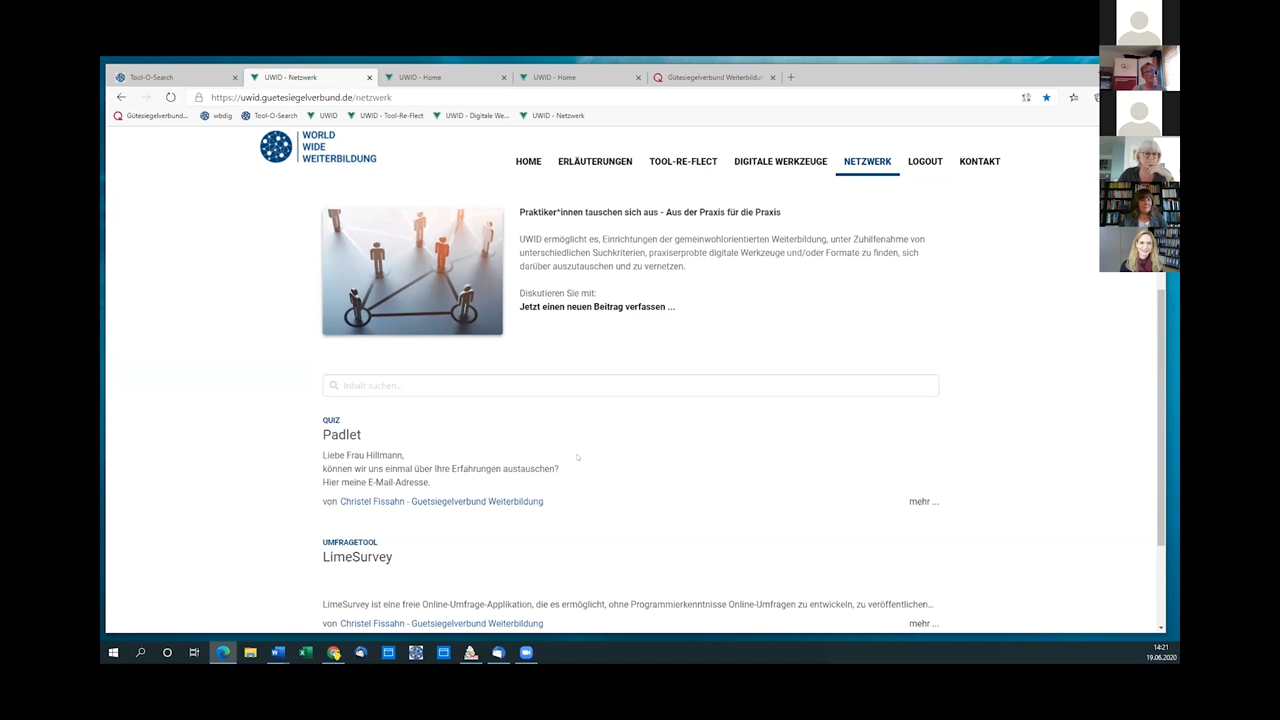 Tool-O-Search
UWID - Netzwerk
UWID - Home
UWID - Home
Gütesiegelverbund Weiterbildu
https://uwid.guetesiegelverbund.de/netzwerk
Gütesiegelverbund...
wbdig
Tool-O-Search
UWID
UWID - Tool-Re-Flect
UWID - Digitale We...
UWID - Netzwerk
WORLD
WIDE
WEITERBILDUNG
HOME
ERLÄUTERUNGEN
TOOL-RE-FLECT
DIGITALE WERKZEUGE
NETZWERK
LOGOUT
KONTAKT
Praktiker*innen tauschen sich aus - Aus der Praxis für die Praxis
UWID ermöglicht es, Einrichtungen der gemeinwohlorientierten Weiterbildung, unter Zuhilfenahme von
unterschiedlichen Suchkriterien, praxiserprobte digitale Werkzeuge und/oder Formate zu finden, sich
darüber auszutauschen und zu vernetzen.
Diskutieren Sie mit:
Jetzt einen neuen Beitrag verfassen ...
Inhalt suchen...
QUIZ
Padlet
Liebe Frau Hillmann,
können wir uns einmal über Ihre Erfahrungen austauschen?
Hier meine E-Mail-Adresse.
von Christel Fissahn - Guetsiegelverbund Weiterbildung
mehr ...
UMFRAGETOOL
LimeSurvey
LimeSurvey ist eine freie Online-Umfrage-Applikation, die es ermöglicht, ohne Programmierkenntnisse Online-Umfragen zu entwickeln, zu veröffentlichen...
von Christel Fissahn - Guetsiegelverbund Weiterbildung
mehr ...
14:21
19.06.2020